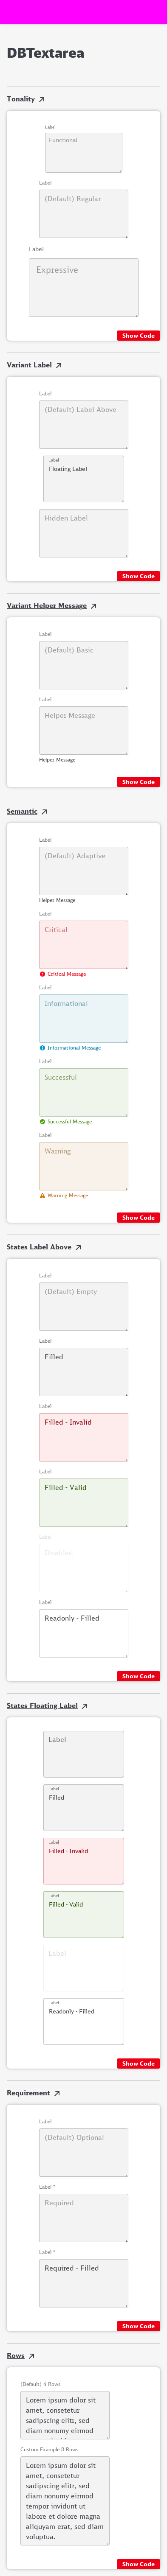 DBTextarea
Tonality
Label
Functional
Label
(Default) Regular
Label
Expressive
Show Code
Variant Label
Label
(Default) Label Above
Label
Floating Label
Hidden Label
Show Code
Variant Helper Message
Label
(Default) Basic
Label
Helper Message
Helper Message
Show Code
Semantic
Label
(Default) Adaptive
Helper Message
Label
Critical
Critical Message
Label
Informational
Informational Message
Label
Successful
Successful Message
Label
Warning
Warning Message
Show Code
States Label Above
Label
(Default) Empty
Label
Filled
Label
Filled - Invalid
Label
Filled - Valid
Label
Disabled
Label
Readonly - Filled
Show Code
States Floating Label
Label
Label
Filled
Label
Filled - Invalid
Label
Filled - Valid
Label
Label
Readonly - Filled
Show Code
Requirement
Label
(Default) Optional
Label *
Required
Label *
Required - Filled
Show Code
Rows
(Default) 4 Rows
Lorem ipsum dolor sit
amet, consetetur
sadipscing elitr, sed
diam nonumy eirmod
Custom Example 8 Rows
Lorem ipsum dolor sit
amet, consetetur
sadipscing elitr, sed
diam nonumy eirmod
tempor invidunt ut
labore et dolore magna
aliquyam erat, sed diam
voluptua.
Show Code